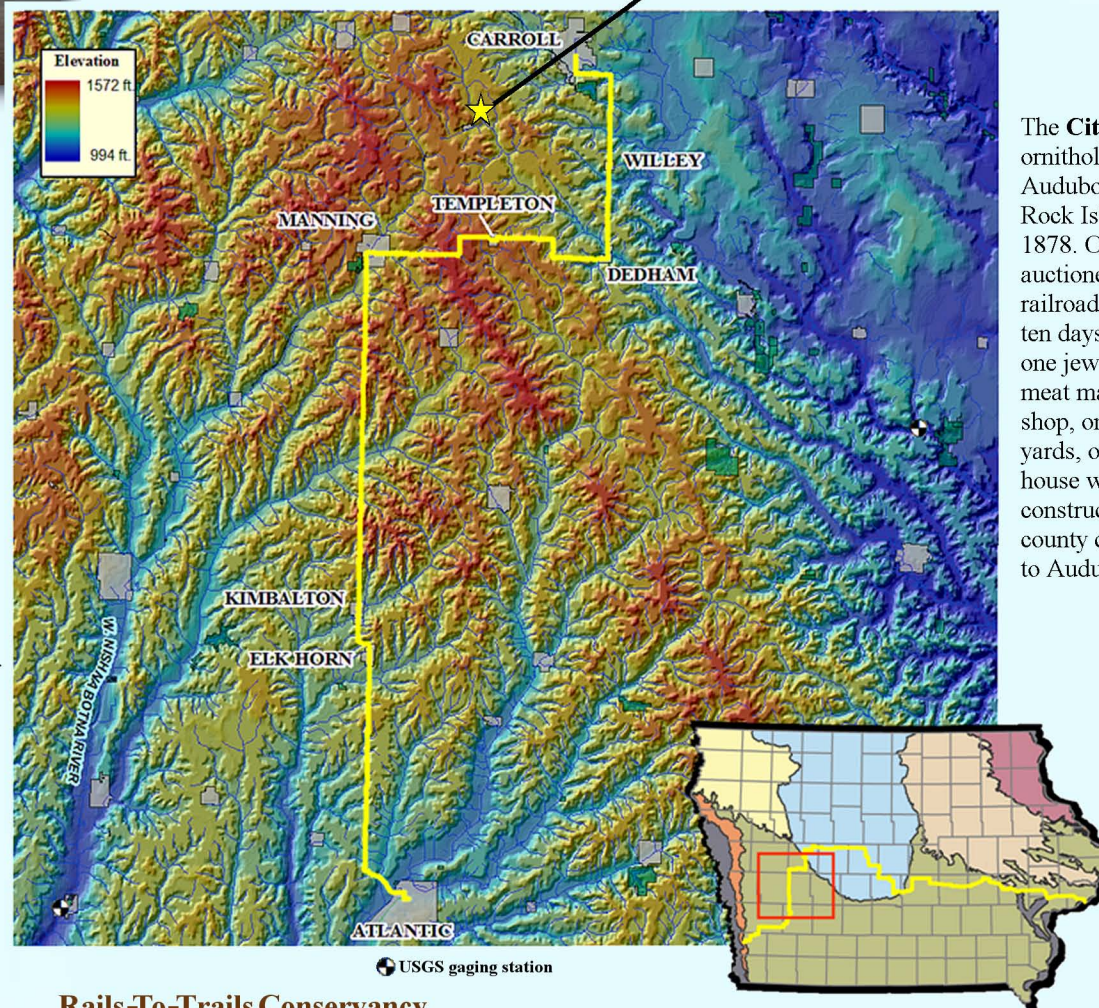 CARROLL
Elevation
1572 ft.
994 ft.
WILLEY
TEMPLETON
MANNING
DEDHAM
KIMBALTON
ELK HORN
W. NISHNABOTNA RIVER
ATLANTIC
USGS gaging station
Rails-To-Trails Conservancy
The Cit
ornithol
Audubo
Rock Is
1878. O
auctione
railroad
ten days
one jew
meat ma
shop, or
yards, o
house w
construc
county o
to Audu